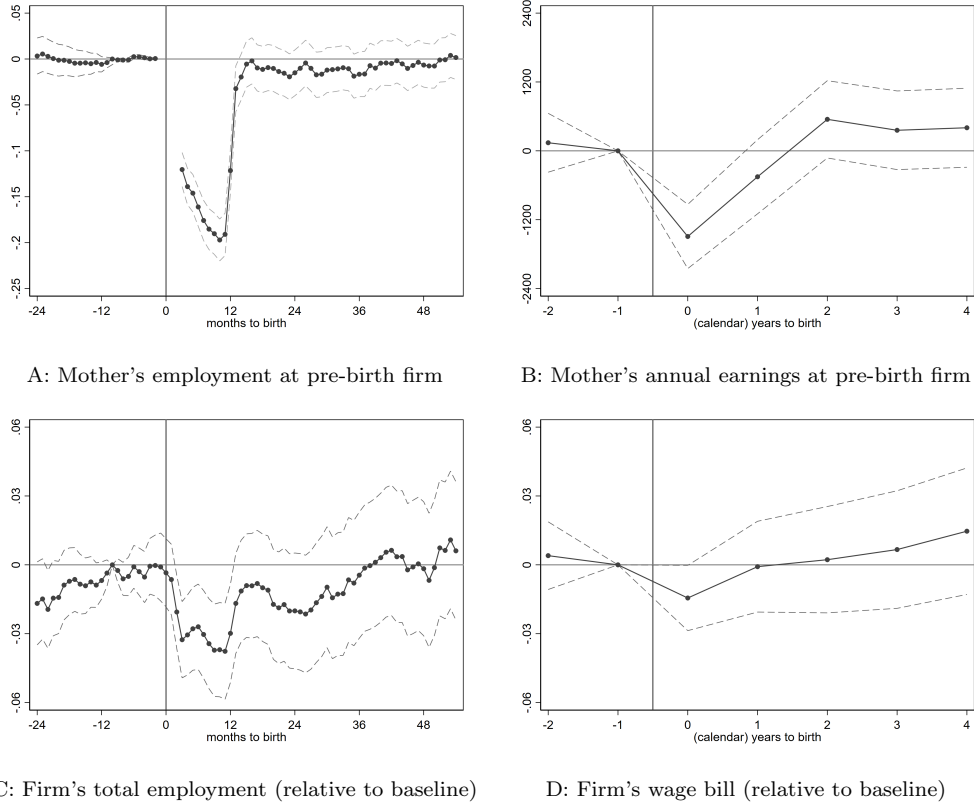 .05
0
-.05
-.1
-.15
-.2
-.25
-24 -12 0 12 24 36 48
months to birth
2400
1200
0
-1200
-2400
-2 -1 0 1 2 3 4
(calendar) years to birth
A: Mother's employment at pre-birth firm
B: Mother's annual earnings at pre-birth firm
.06
.03
0
-.03
-.06
-24 -12 0 12 24 36 48
months to birth
.06
.03
0
-.03
-.06
-2 -1 0 1 2 3 4
(calendar) years to birth
C: Firm's total employment (relative to baseline)
D: Firm's wage bill (relative to baseline)